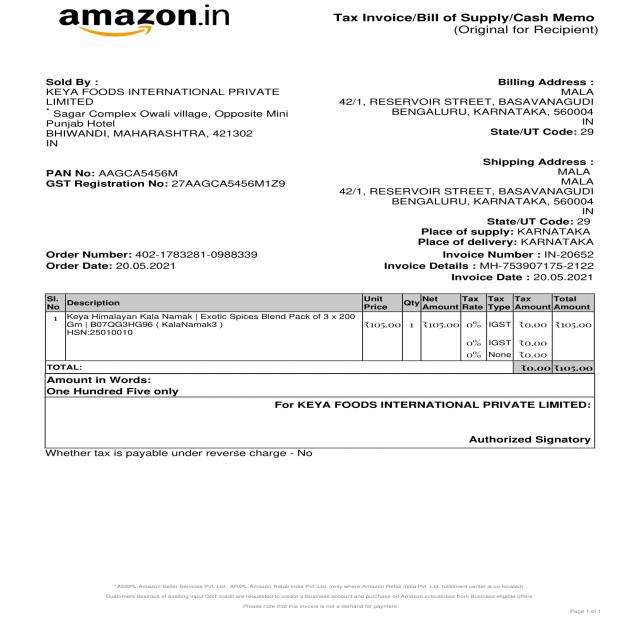 amazon.in
Tax Invoice/Bill of Supply/Cash Memo
(Original for Recipient)
Sold By :
KEYA FOODS INTERNATIONAL PRIVATE
LIMITED
* Sagar Complex Owali village, Opposite Mini
Punjab Hotel
BHIWANDI, MAHARASHTRA, 421302
IN
PAN No: AAGCA5456M
GST Registration No: 27AAGCA5456M1Z9
Billing Address :
MALA
42/1, RESERVOIR STREET, BASAVANAGUDI
BENGALURU, KARNATAKA, 560004
IN
State/UT Code: 29
Shipping Address :
MALA
MALA
42/1, RESERVOIR STREET, BASAVANAGUDI
BENGALURU, KARNATAKA, 560004
IN
State/UT Code: 29
Place of supply: KARNATAKA
Place of delivery: KARNATAKA
Order Number: 402-1783281-0988339
Order Date: 20.05.2021
Invoice Number : IN-20652
Invoice Details : MH-753907175-2122
Invoice Date : 20.05.2021
Sl. No Description Unit Price Qty Net Amount Tax Rate Tax Type Tax Amount Total Amount
1 Keya Himalayan Kala Namak | Exotic Spices Blend Pack of 3 x 200
Gm | B07QG3HG96 ( KalaNamak3 )
HSN:25010010
₹105.00 1 ₹105.00 0% IGST ₹0.00 ₹105.00
0% IGST ₹0.00
0% None ₹0.00
TOTAL: ₹0.00 ₹105.00
Amount in Words:
One Hundred Five only
For KEYA FOODS INTERNATIONAL PRIVATE LIMITED:
Authorized Signatory
Whether tax is payable under reverse charge - No
*ASSPL-Amazon Seller Services Pvt. Ltd., ARIPL-Amazon Retail India Pvt. Ltd. (only where Amazon Retail India Pvt. Ltd. fulfillment center is co-located)
Customers desirous of availing input GST credit are requested to create a Business account and purchase on Amazon.in/business from Business eligible offers
Please note that this invoice is not a demand for payment
Page 1 of 1